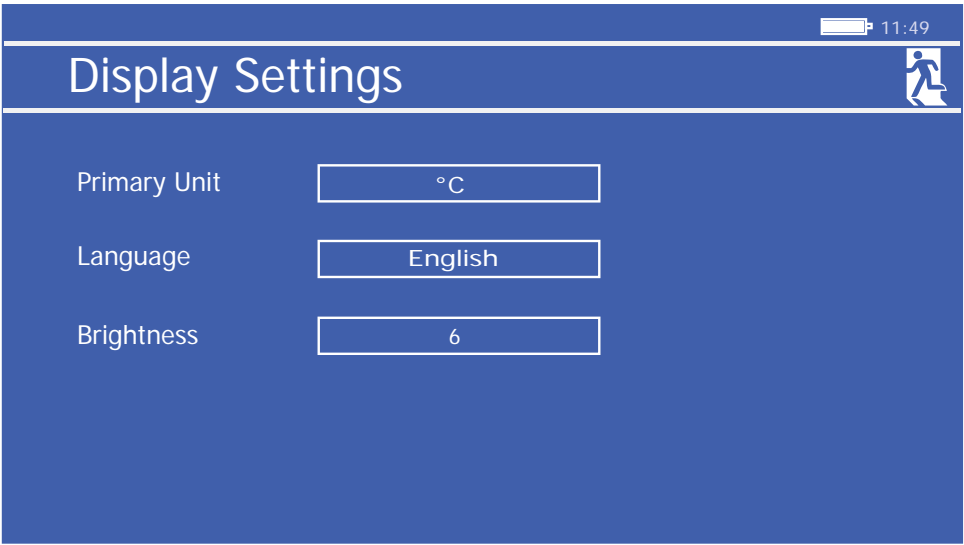 11:49
Display Settings
Primary Unit °C
Language English
Brightness 6